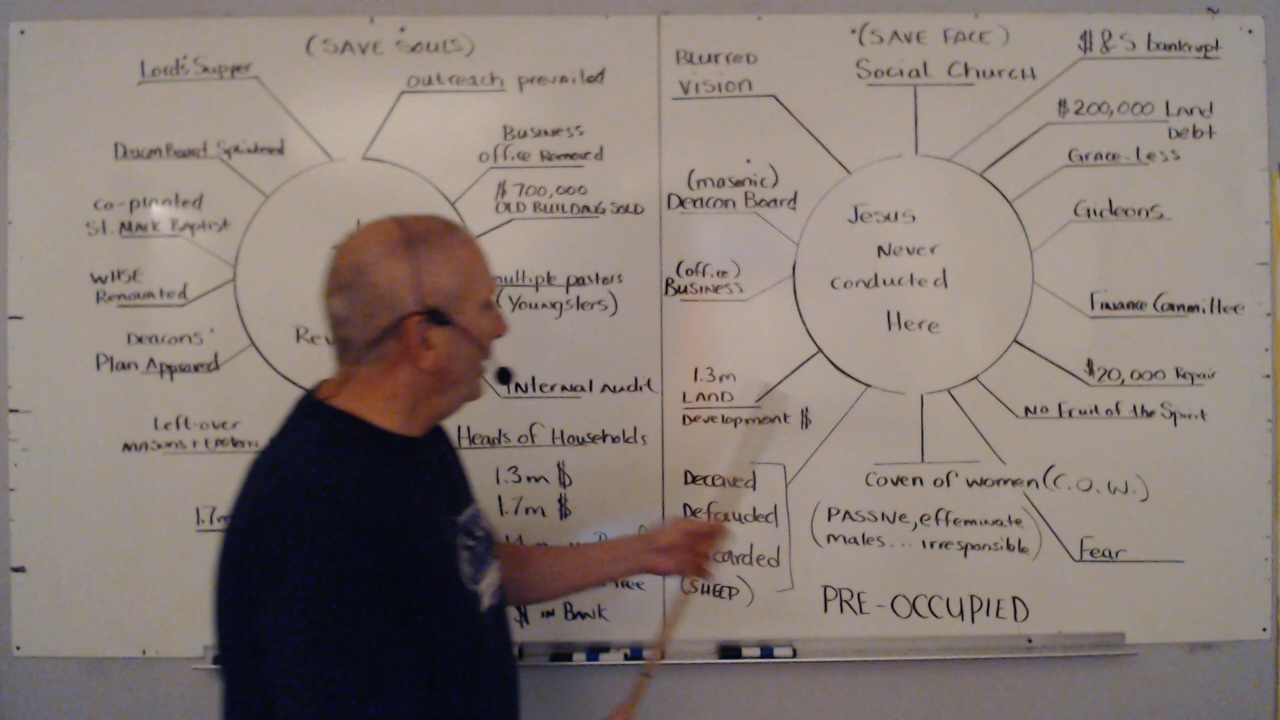 (SAVE SOULS)
Lord's Supper
outreach prevailed
Deacon Board Splintered
Business
office Removed
co-planted
St. Mark Baptist
$700,000
OLD BUILDING SOLD
Renovated
multiple pastors
(Youngsters)
Deacons'
Plan Appeared
Internal Audit
Left-over
Heads of Households
1.3m $
1.7m $
$ IN BANK
*(SAVE FACE)
Blurred
Vision
Social Church
$&S bankrupt
$200,000 Land
Debt
Grace-less
(masonic)
Deacon Board
Gideons
Jesus
Never
conducted
Here
(office)
Business
Finance Committee
1.3m
LAND
Development $
$20,000 Repair
No Fruit of the Spirit
Deceived
Defauded
carded
(SHEEP)
Coven of women (C.O.W.)
(PASSIVE, effeminate
males... irresponsible)
Fear
PRE-OCCUPIED